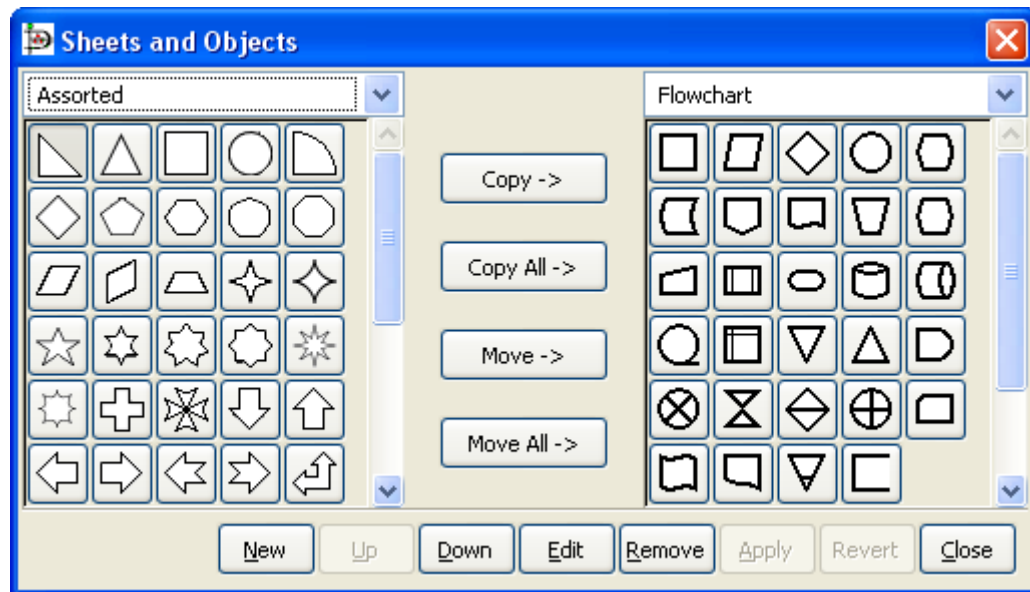 Sheets and Objects
Assorted
Flowchart
Copy ->
Copy All ->
Move ->
Move All ->
New Up Down Edit Remove Apply Revert Close